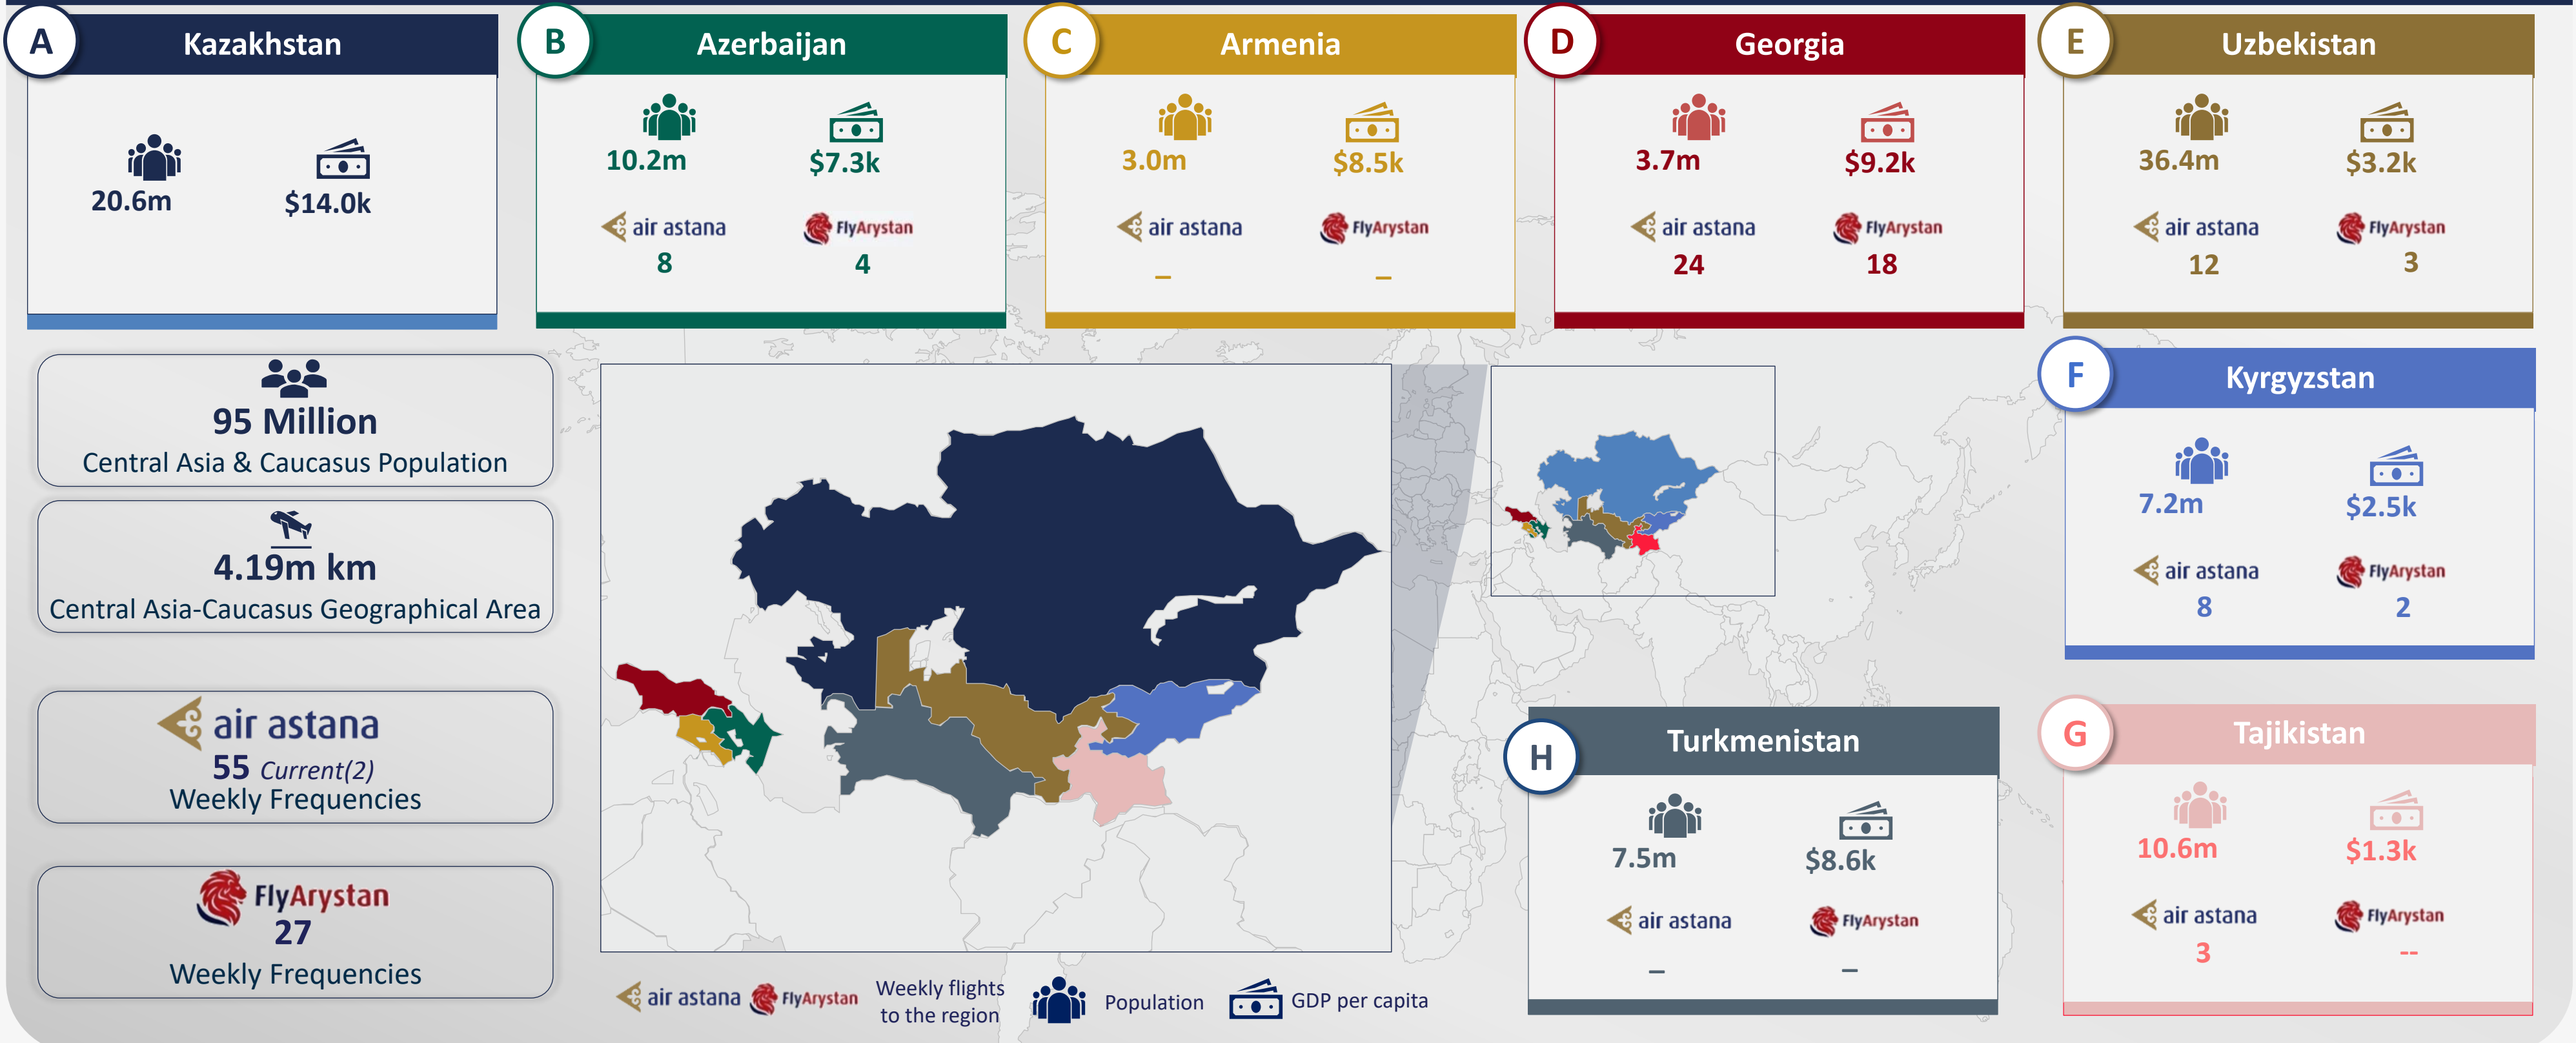 A
Kazakhstan
20.6m
$14.0k
B
Azerbaijan
10.2m
$7.3k
air astana
FlyArystan
8
4
C
Armenia
3.0m
$8.5k
air astana
FlyArystan
–
–
D
Georgia
3.7m
$9.2k
air astana
FlyArystan
24
18
E
Uzbekistan
36.4m
$3.2k
air astana
FlyArystan
12
3
95 Million
Central Asia & Caucasus Population
4.19m km
Central Asia-Caucasus Geographical Area
air astana
55 Current(2)
Weekly Frequencies
FlyArystan
27
Weekly Frequencies
F
Kyrgyzstan
7.2m
$2.5k
air astana
FlyArystan
8
2
H
Turkmenistan
7.5m
$8.6k
air astana
FlyArystan
–
–
G
Tajikistan
10.6m
$1.3k
air astana
FlyArystan
3
--
air astana
FlyArystan
Weekly flights
to the region
Population
GDP per capita